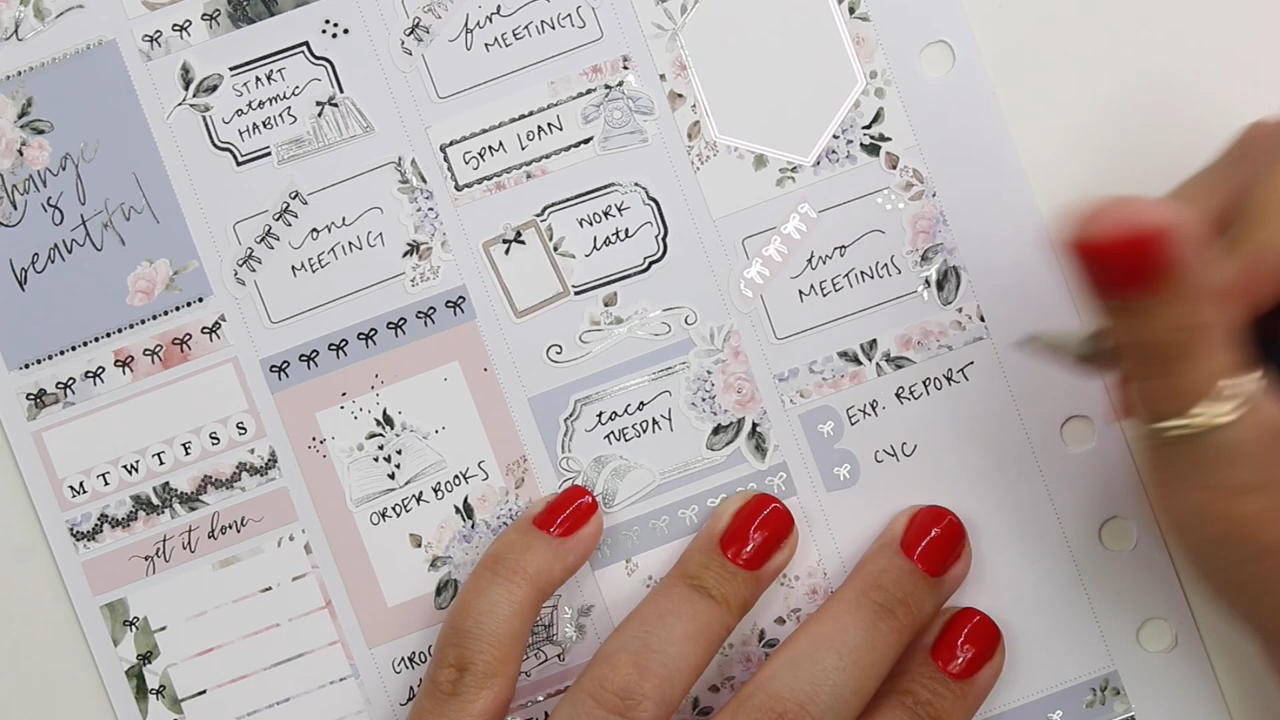 change
is
beautiful
M T W T F S S
get it done
START
atomic
HABITS
one
MEETING
ORDER BOOKS
five
MEETINGS
5PM LOAN
WORK
late
taco
TUESDAY
two
MEETINGS
EXP. REPORT
CYC